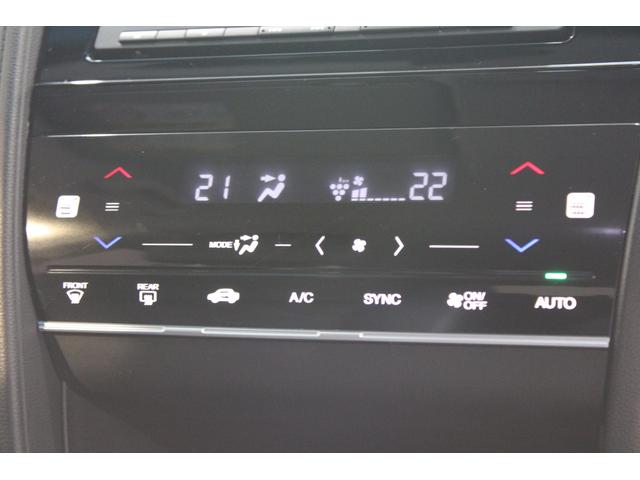 21 22
MODE
FRONT REAR A/C SYNC ON/OFF AUTO